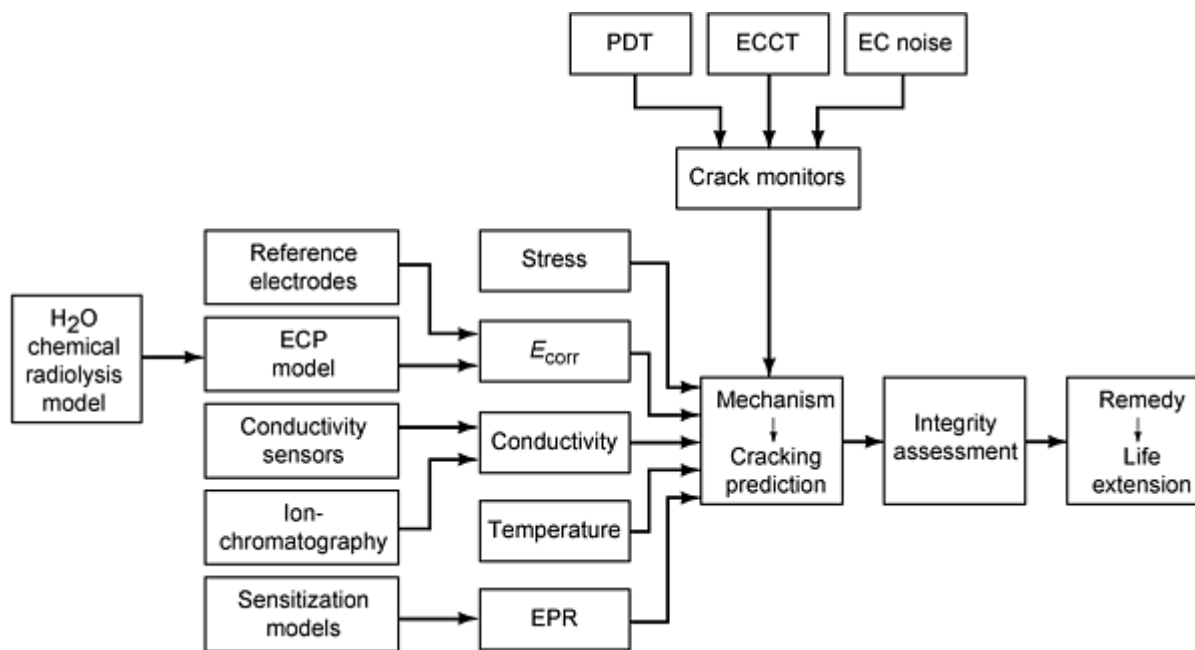 PDT
ECCT
EC noise
Crack monitors
Reference
electrodes
Stress
H2O
chemical
radiolysis
model
ECP
model
Ecorr
Conductivity
sensors
Conductivity
Mechanism
Cracking
prediction
Integrity
assessment
Remedy
Life
extension
Ion-
chromatography
Temperature
Sensitization
models
EPR